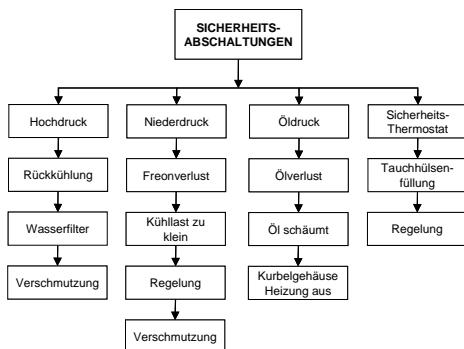 SICHERHEITS-
ABSCHALTUNGEN
Hochdruck
Rückkühlung
Wasserfilter
Verschmutzung
Niederdruck
Freonverlust
Kühllast zu
klein
Regelung
Verschmutzung
Öldruck
Ölverlust
Öl schäumt
Kurbelgehäuse
Heizung aus
Sicherheits-
Thermostat
Tauchhülsen-
füllung
Regelung